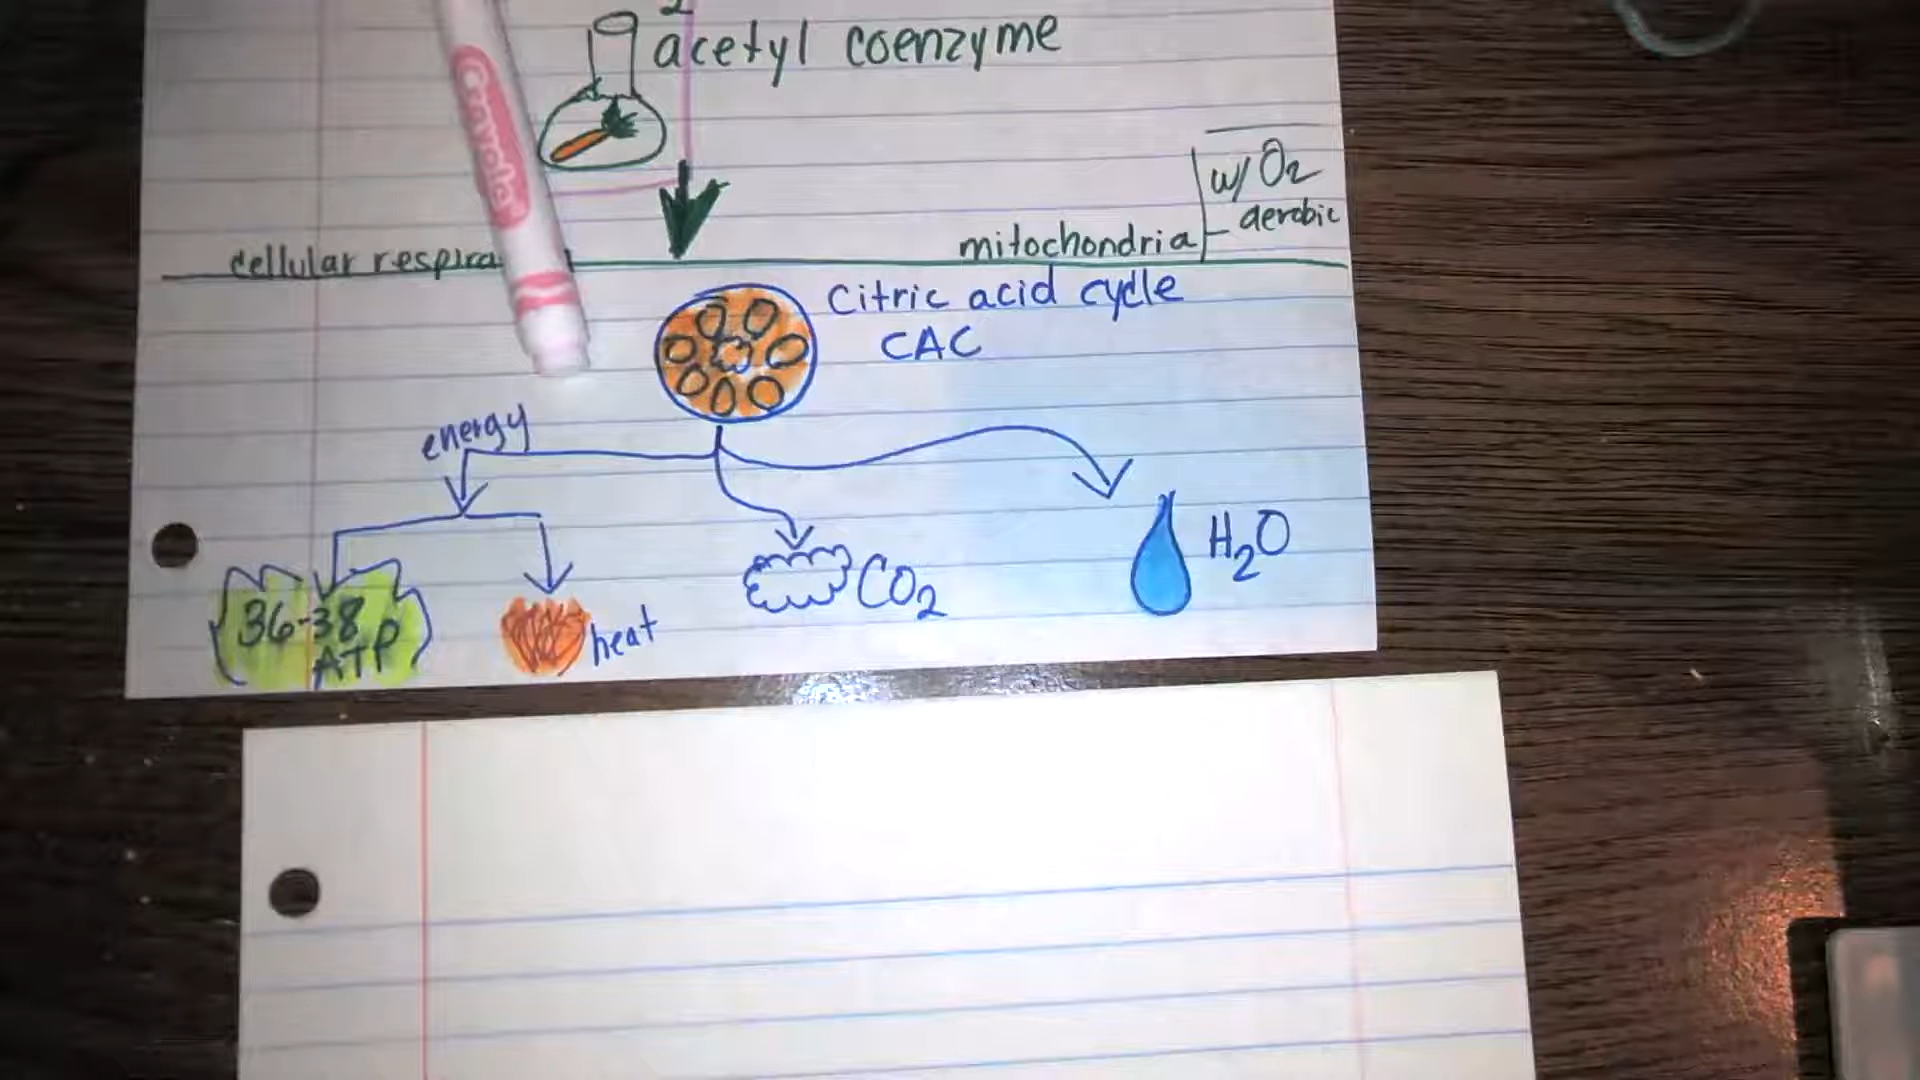 2
acetyl coenzyme
Crayola
w/ O2
aerobic
mitochondria
cellular respira
Citric acid cycle
CAC
energy
H2O
CO2
36-38
ATP
heat